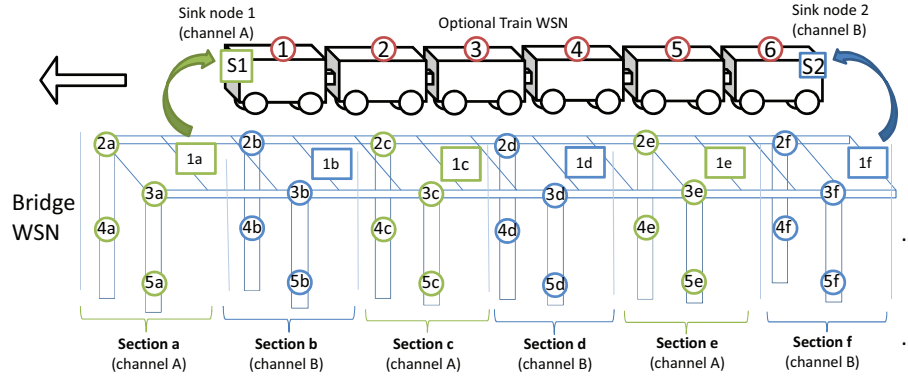 Sink node 1
(channel A)
Optional Train WSN
Sink node 2
(channel B)
S1 1 2 3 4 5 6 S2
2a 1a 2b 1b 2c 1c 2d 1d 2e 1e 2f 1f
3a 3b 3c 3d 3e 3f
Bridge
WSN
4a 4b 4c 4d 4e 4f .
5a 5b 5c 5d 5e 5f
Section a Section b Section c Section d Section e Section f .
(channel A) (channel B) (channel A) (channel B) (channel A) (channel B)